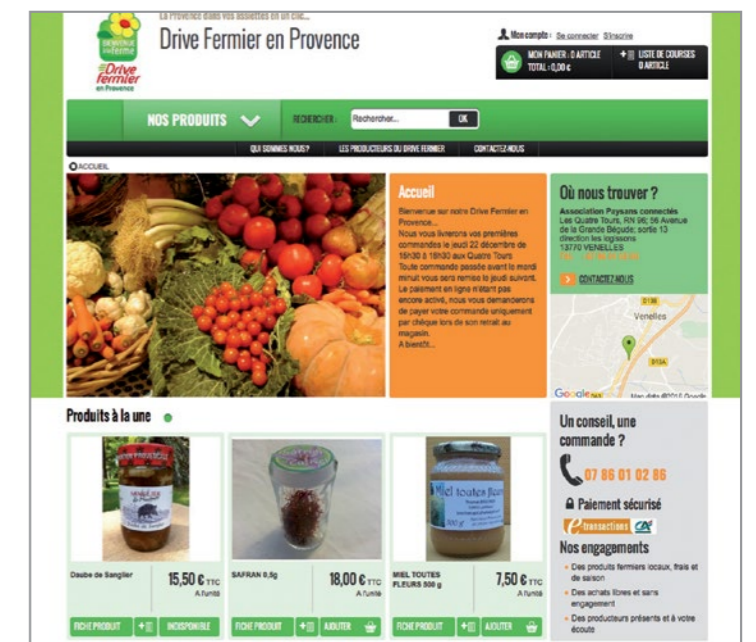 La Provence dans vos assiettes en un clic...
Drive Fermier en Provence
BIENVENUE
à la ferme
Drive
fermier
en Provence
Mon compte : Se connecter S'inscrire
MON PANIER : 0 ARTICLE
TOTAL : 0,00 €
LISTE DE COURSES
0 ARTICLE
NOS PRODUITS
RECHERCHER :
Rechercher...
OK
QUI SOMMES NOUS?
LES PRODUCTEURS DU DRIVE FERMIER
CONTACTEZ-NOUS
ACCUEIL
Accueil
Bienvenue sur notre Drive Fermier en
Provence...
Nous vous livrerons vos premières
commandes le jeudi 22 décembre de
15h30 à 18h30 aux Quatre Tours
Toute commande passée avant le mardi
minuit vous sera remise le jeudi suivant.
Le paiement en ligne n'étant pas
encore activé, nous vous demanderons
de payer votre commande uniquement
par chèque lors de son retrait au
magasin.
A bientôt...
Où nous trouver ?
Association Paysans connectés
Les Quatre Tours, RN 96; 56 Avenue
de la Grande Bégude; sortie 13
direction les logissons
13770 VENELLES
CONTACTEZ-NOUS
D13B
Venelles
D13A
Google
Produits à la une
Miel toutes fleurs
500 g
Daube de Sanglier
15,50 € TTC
A l'unité
FICHE PRODUIT
+
INDISPONIBLE
SAFRAN 0,5g
18,00 € TTC
A l'unité
FICHE PRODUIT
+
AJOUTER
MIEL TOUTES
FLEURS 500 g
7,50 € TTC
A l'unité
FICHE PRODUIT
+
AJOUTER
Un conseil, une
commande ?
07 86 01 02 86
Paiement sécurisé
e-transactions CA
Nos engagements
Des produits fermiers locaux, frais et
de saison
Des achats libres et sans
engagement
Des producteurs présents et à votre
écoute